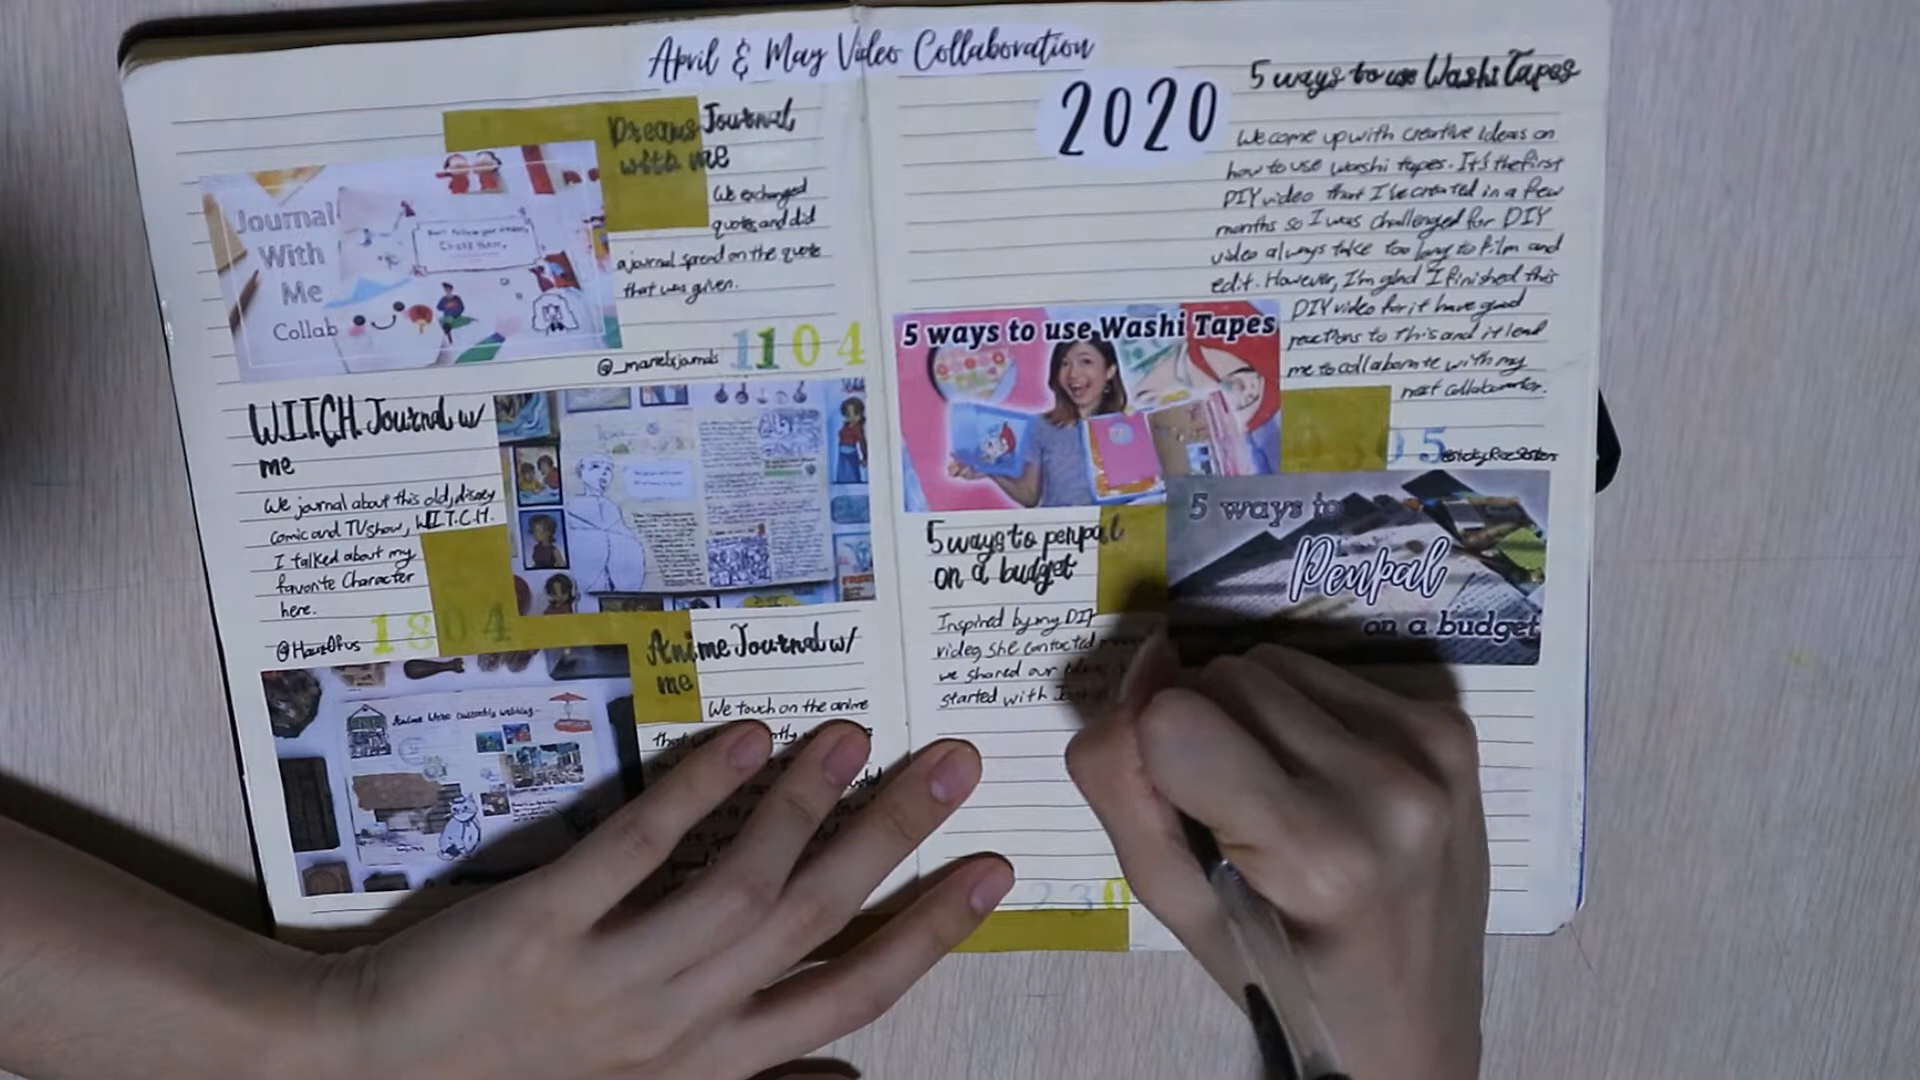 April & May Video Collaboration
2020
Dreams Journal
with me
We exchanged
quotes and did
a journal spread on the quote
that was given.
Journal
With
Me
Collab
@_marielsjournals
1104
W.I.T.C.H. Journal w/
me
We journal about this old, disney
comic and TV show, W.I.T.C.H.
I talked about my
favorite character
here.
@HausOfus
1804
Anime Journal w/
me
We touch on the anime
5 ways to use Washi Tapes
We come up with creative ideas on
how to use washi tapes. It's the first
DIY video that I've created in a few
months so I was challenged for DIY
video always take too long to film and
edit. However, I'm glad I finished this
DIY video for it have good
reactions to this and it lead
me to collaborate with my
next collaborator.
5 ways to use Washi Tapes
05
5 ways to
Penpal
on a budget
5 ways to penpal
on a budget
Inspired by my DIY
video, she contacted
we shared our
started with
230